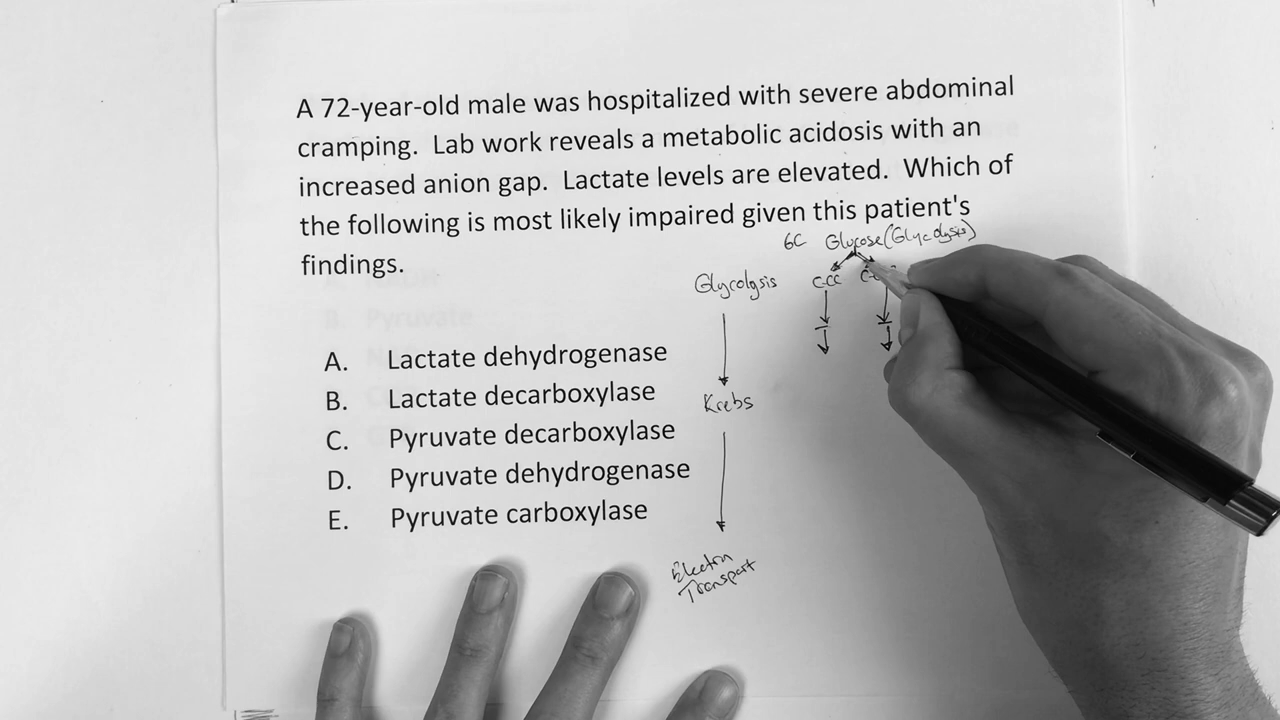 A 72-year-old male was hospitalized with severe abdominal
cramping. Lab work reveals a metabolic acidosis with an
increased anion gap. Lactate levels are elevated. Which of
the following is most likely impaired given this patient's
findings.
6C Glucose (Glycolysis)
Glycolysis
C-CC
A. Lactate dehydrogenase
B. Lactate decarboxylase
C. Pyruvate decarboxylase
D. Pyruvate dehydrogenase
E. Pyruvate carboxylase
Krebs
Electron
Transport